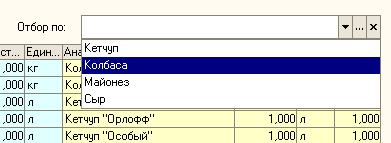 Отбор по:
ст... Един... Ана
Кетчуп
,000 кг Кол
Колбаса
,000 кг Кол
Майонез
,000 л Кет
Сыр
,000 л Кетчуп "Орлофф" 1,000 л 1,000
,000 л Кетчуп "Особый" 1,000 л 1,000